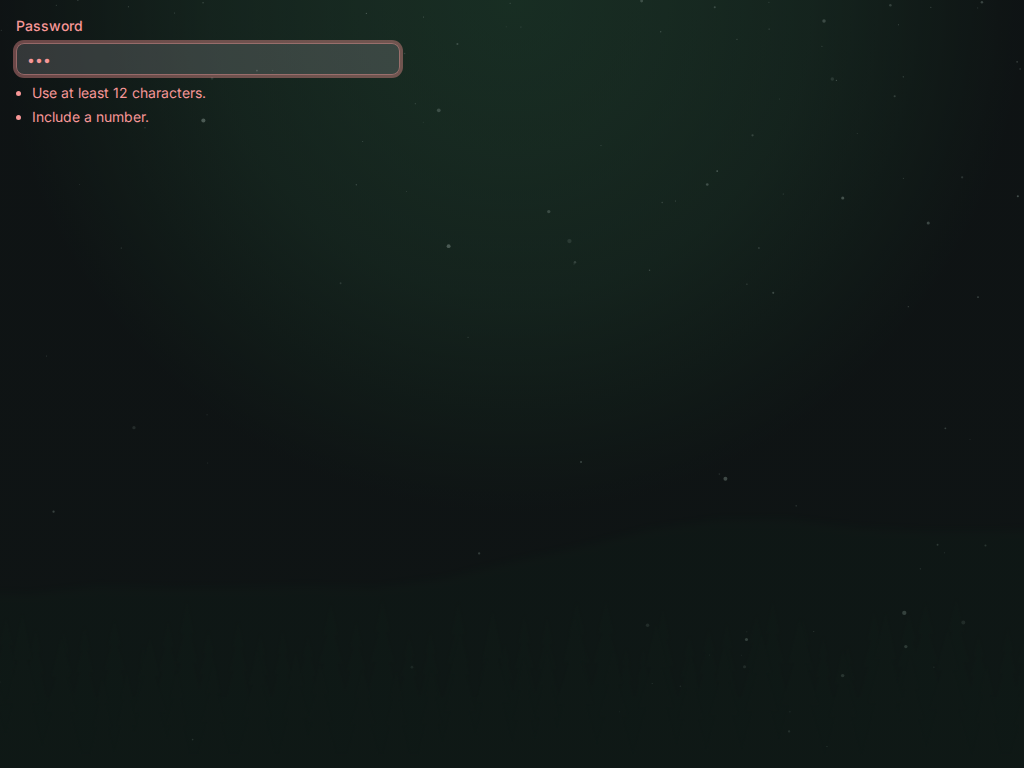 Password
•••
• Use at least 12 characters.
• Include a number.